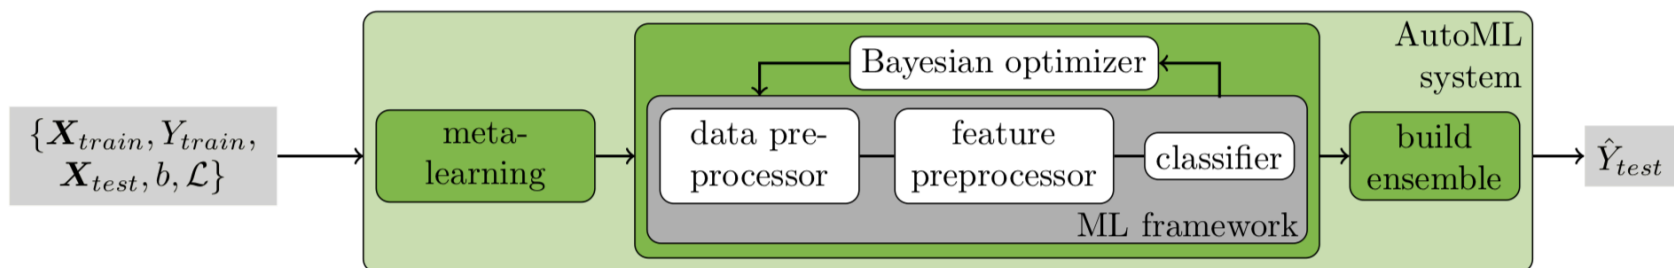 {X_train, Y_train,
X_test, b, ℒ}
meta-
learning
Bayesian optimizer
data pre-
processor
feature
preprocessor
classifier
ML framework
AutoML
system
build
ensemble
Ŷ_test